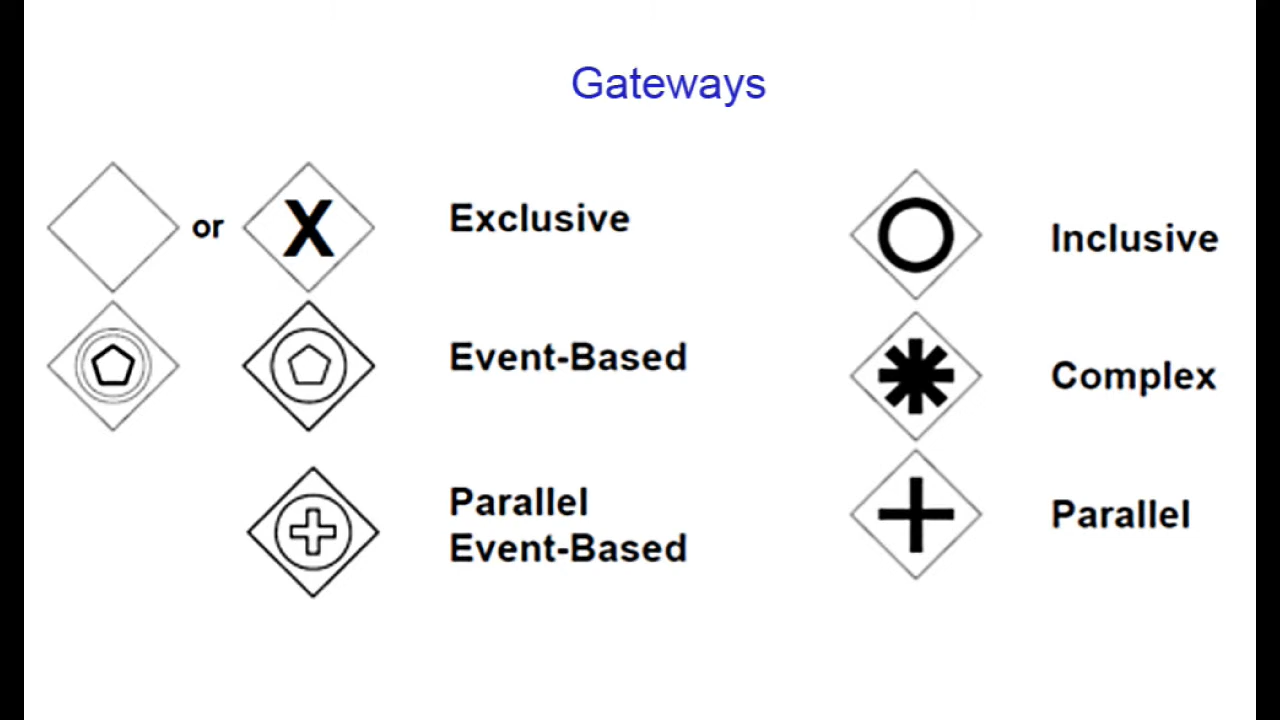 Gateways
or
X
Exclusive
Event-Based
Parallel
Event-Based
Inclusive
Complex
Parallel